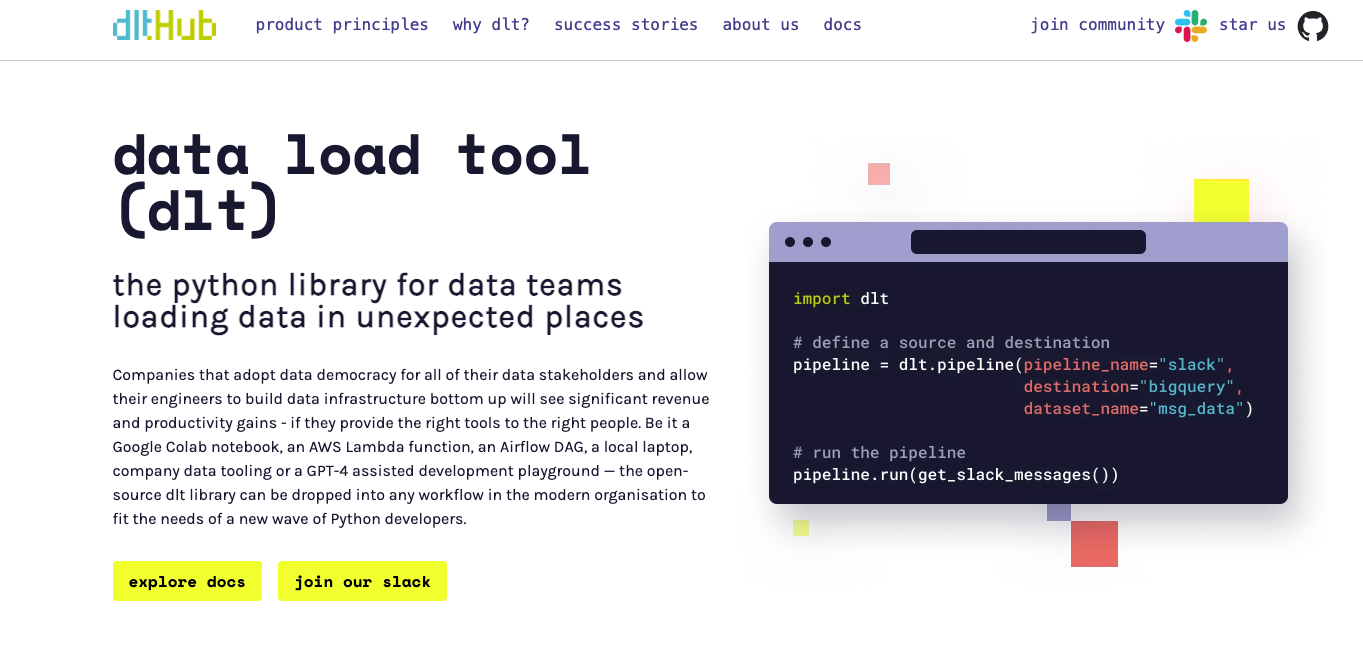 dltHub
product principles why dlt? success stories about us docs
join community star us
data load tool
(dlt)
the python library for data teams
loading data in unexpected places
Companies that adopt data democracy for all of their data stakeholders and allow
their engineers to build data infrastructure bottom up will see significant revenue
and productivity gains - if they provide the right tools to the right people. Be it a
Google Colab notebook, an AWS Lambda function, an Airflow DAG, a local laptop,
company data tooling or a GPT-4 assisted development playground — the open-
source dlt library can be dropped into any workflow in the modern organisation to
fit the needs of a new wave of Python developers.
explore docs
join our slack
import dlt
# define a source and destination
pipeline = dlt.pipeline(pipeline_name="slack",
destination="bigquery",
dataset_name="msg_data")
# run the pipeline
pipeline.run(get_slack_messages())